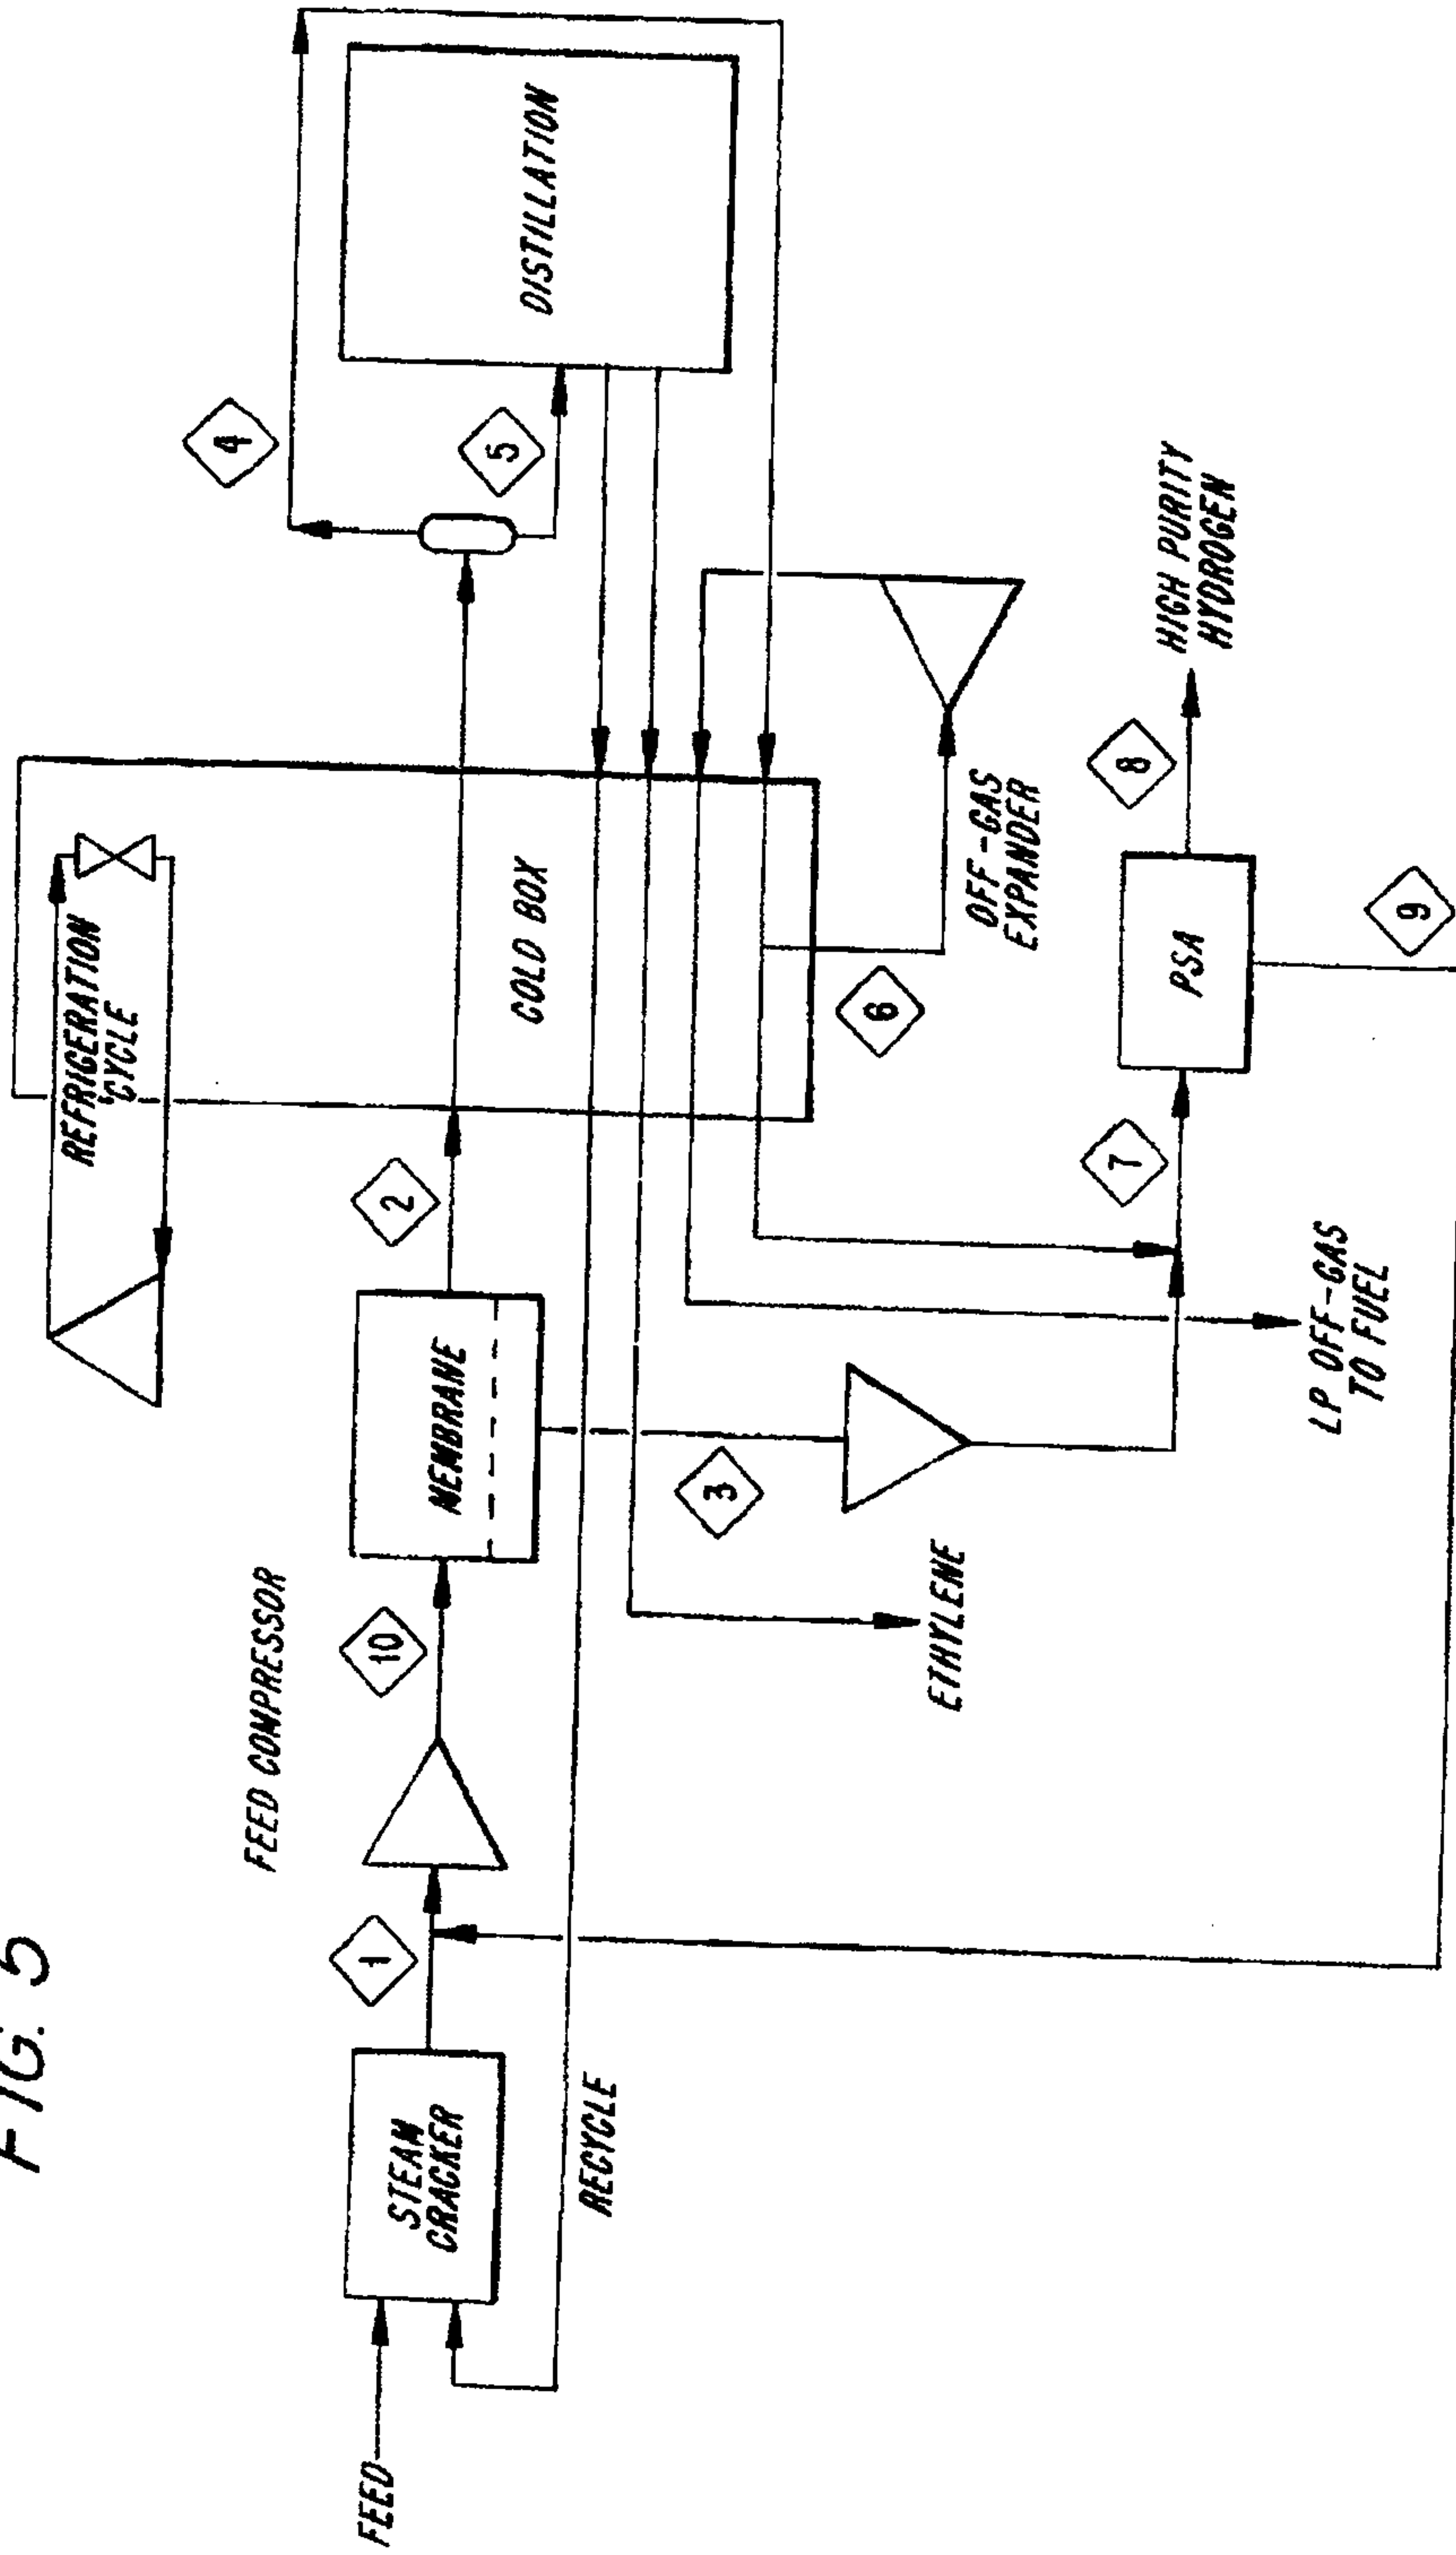 FIG. 5
FEED
STEAM
CRACKER
RECYCLE
1
FEED COMPRESSOR
10
MEMBRANE
2
3
ETHYLENE
REFRIGERATION
CYCLE
COLD BOX
4
5
DISTILLATION
6
OFF-GAS
EXPANDER
LP OFF-GAS
TO FUEL
7
PSA
8
HIGH PURITY
HYDROGEN
9